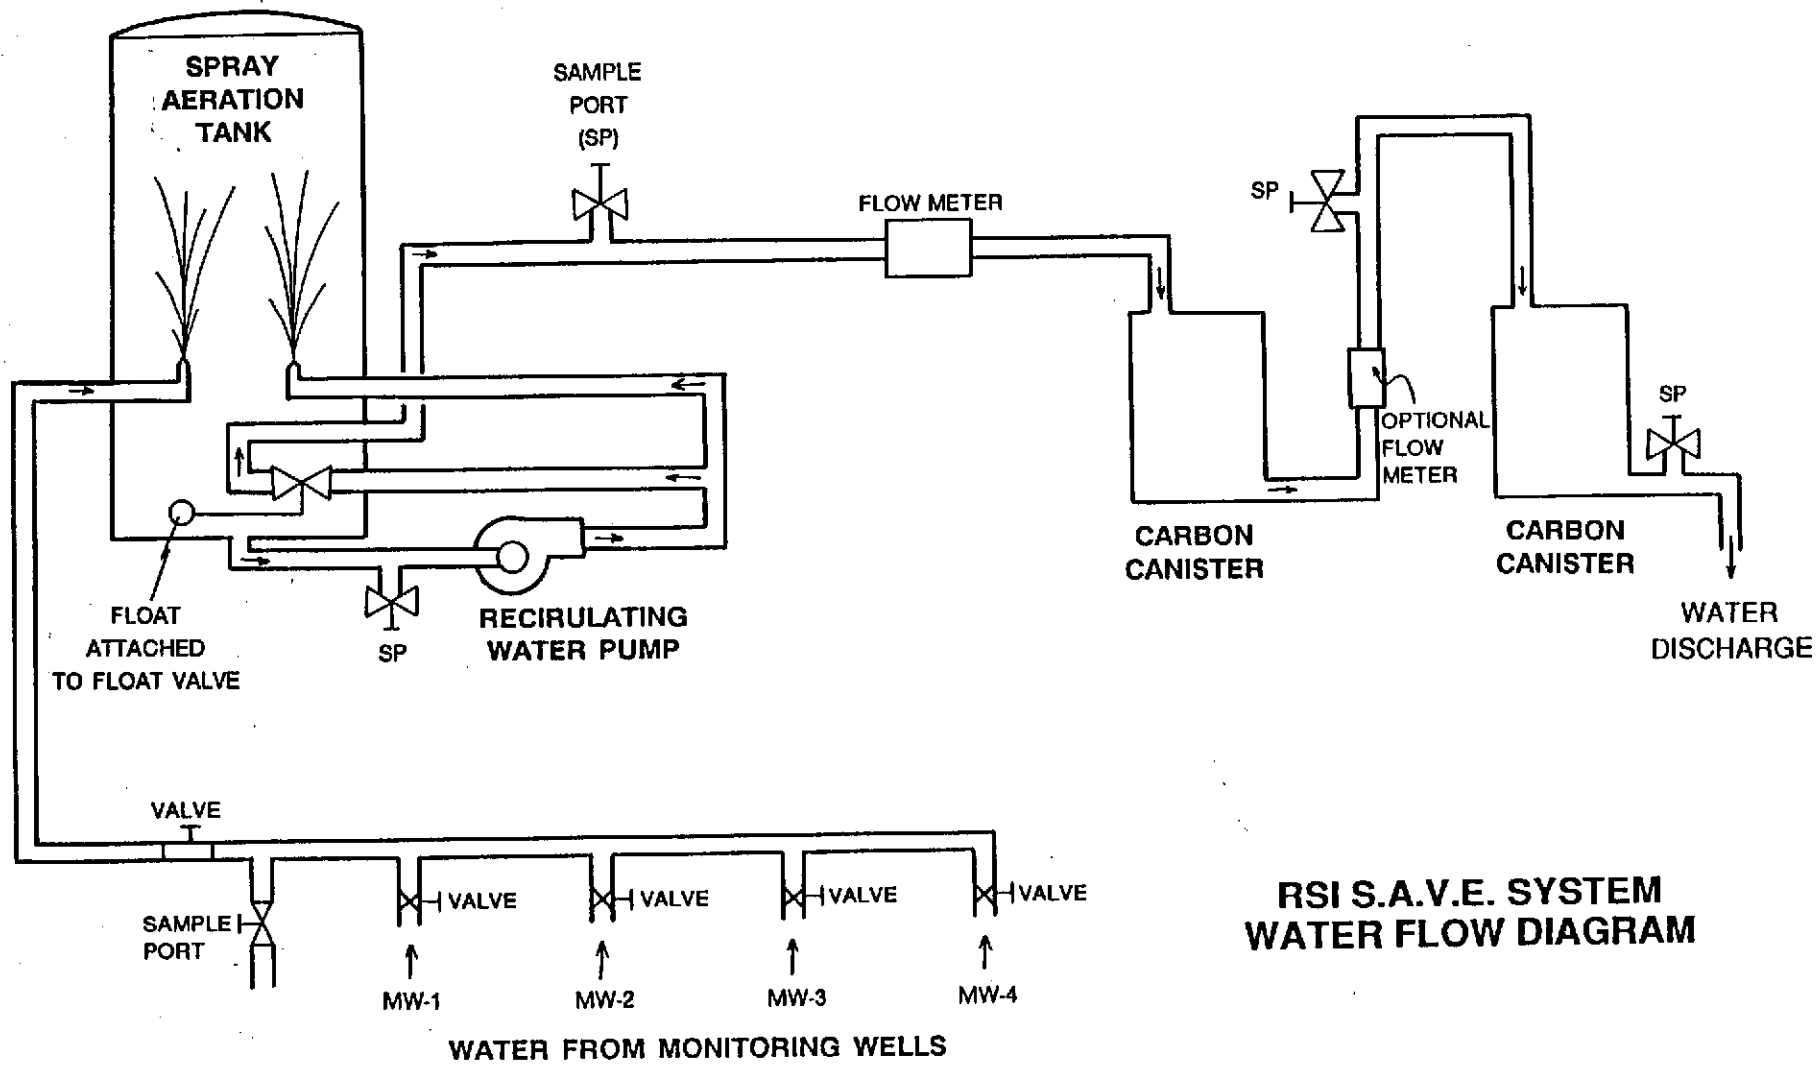 SPRAY
AERATION
TANK
SAMPLE
PORT
(SP)
FLOW METER
SP
OPTIONAL
FLOW
METER
SP
CARBON
CANISTER
CARBON
CANISTER
WATER
DISCHARGE
FLOAT
ATTACHED
TO FLOAT VALVE
SP
RECIRULATING
WATER PUMP
VALVE
SAMPLE
PORT
VALVE
VALVE
VALVE
VALVE
MW-1
MW-2
MW-3
MW-4
WATER FROM MONITORING WELLS
RSI S.A.V.E. SYSTEM
WATER FLOW DIAGRAM